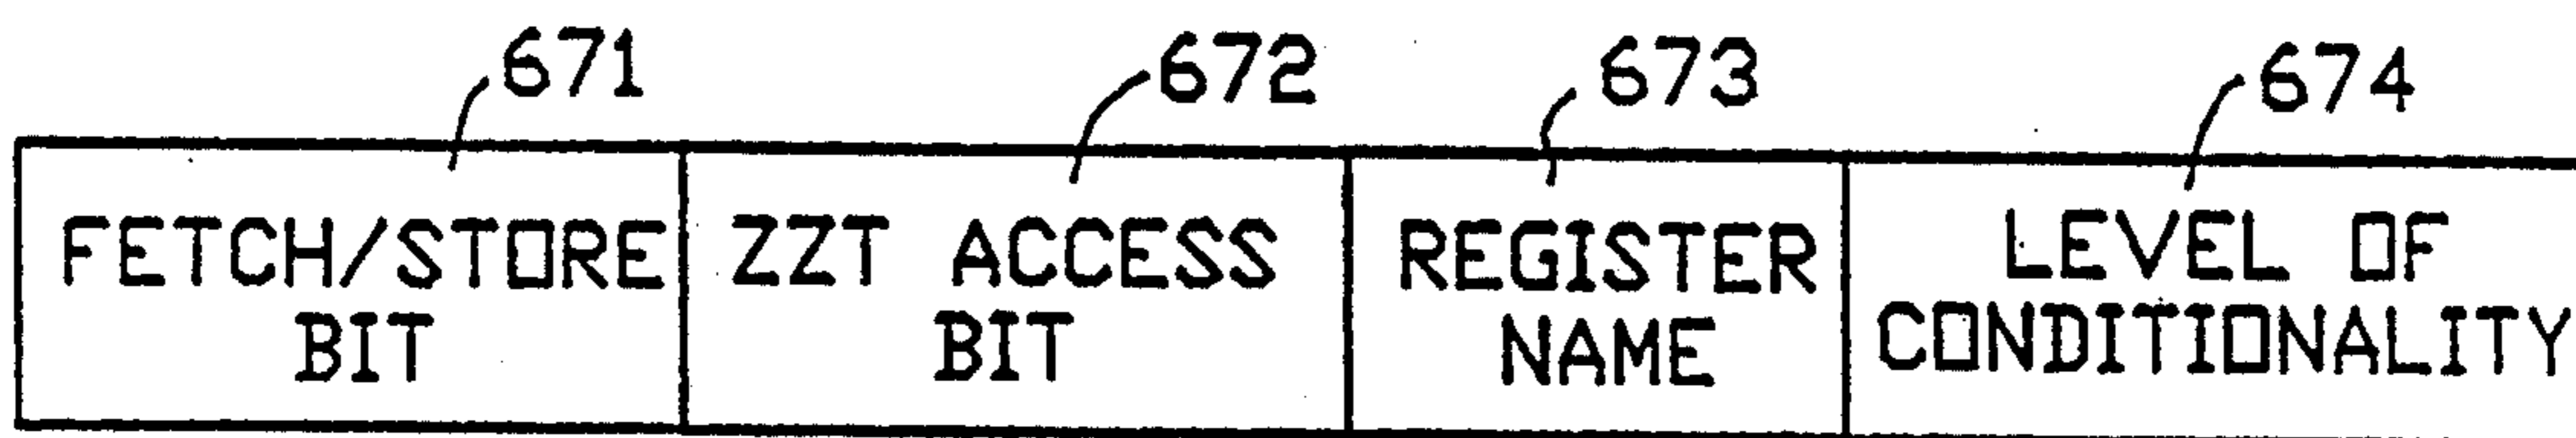 671 672 673 674
FETCH/STORE ZZT ACCESS REGISTER LEVEL OF
BIT BIT NAME CONDITIONALITY